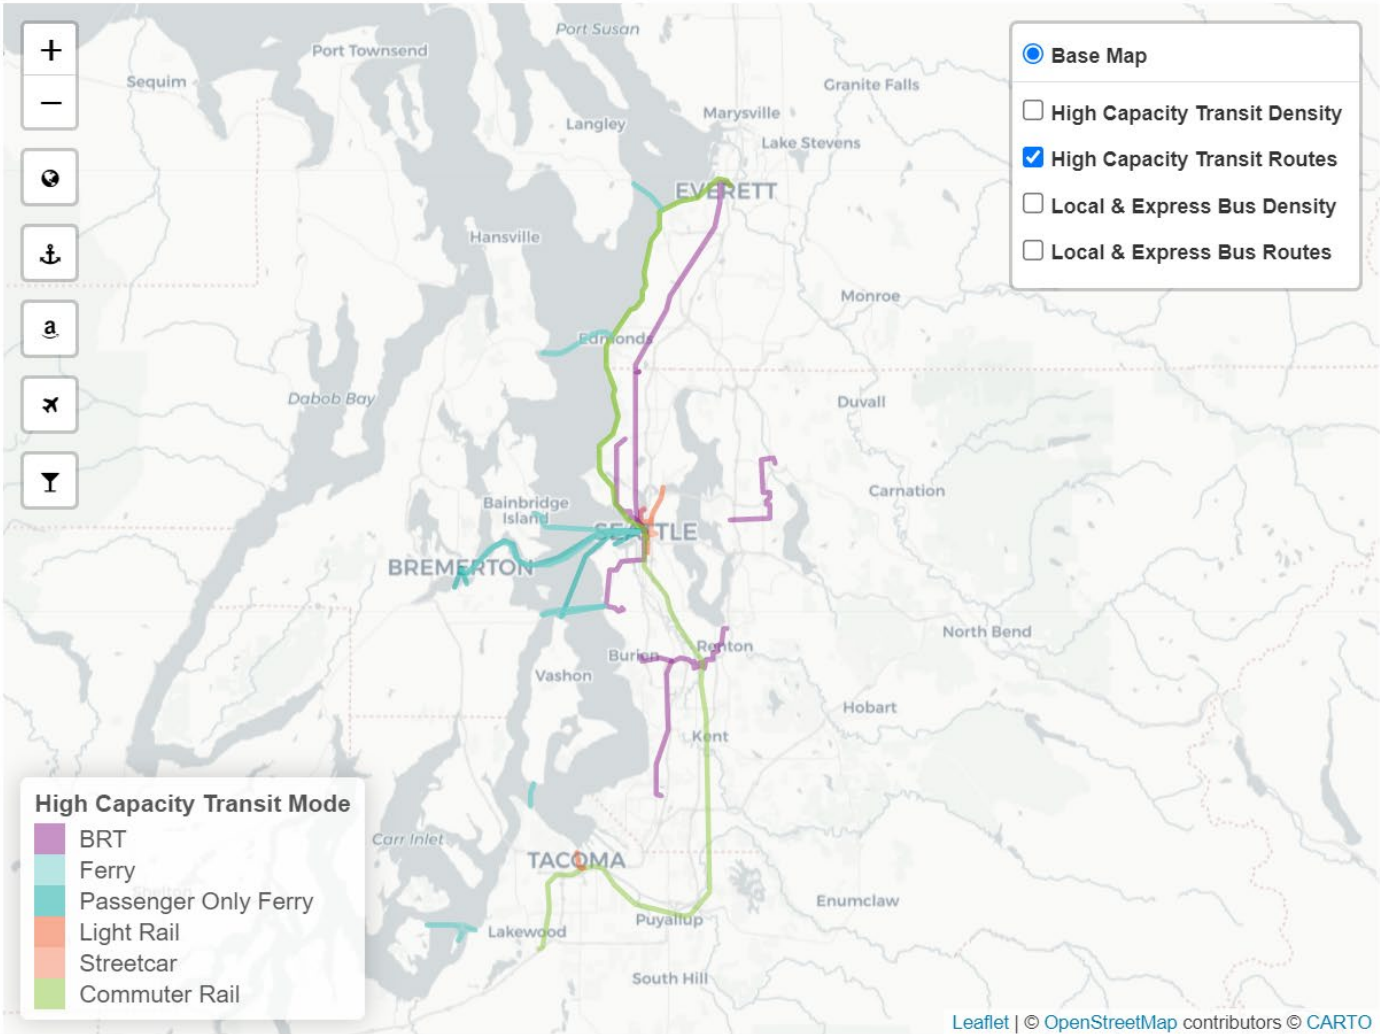 +
−
a
Base Map
High Capacity Transit Density
High Capacity Transit Routes
Local & Express Bus Density
Local & Express Bus Routes
Port Susan
Port Townsend
Sequim
Granite Falls
Marysville
Langley
Lake Stevens
EVERETT
Hansville
Monroe
Edmonds
Dabob Bay
Duvall
Carnation
Bainbridge
Island
SEATTLE
BREMERTON
North Bend
Renton
Burien
Vashon
Hobart
Kent
Carr Inlet
TACOMA
Shelton
Enumclaw
Puyallup
Lakewood
South Hill
High Capacity Transit Mode
BRT
Ferry
Passenger Only Ferry
Light Rail
Streetcar
Commuter Rail
Leaflet | © OpenStreetMap contributors © CARTO